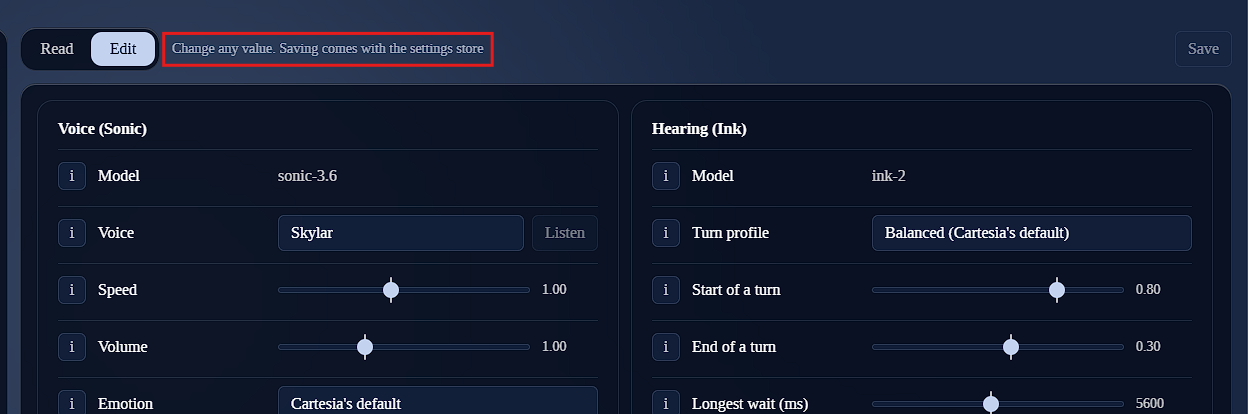 Read Edit Change any value. Saving comes with the settings store Save
Voice (Sonic)
i Model sonic-3.6
i Voice Skylar Listen
i Speed 1.00
i Volume 1.00
i Emotion Cartesia's default
Hearing (Ink)
i Model ink-2
i Turn profile Balanced (Cartesia's default)
i Start of a turn 0.80
i End of a turn 0.30
i Longest wait (ms) 5600